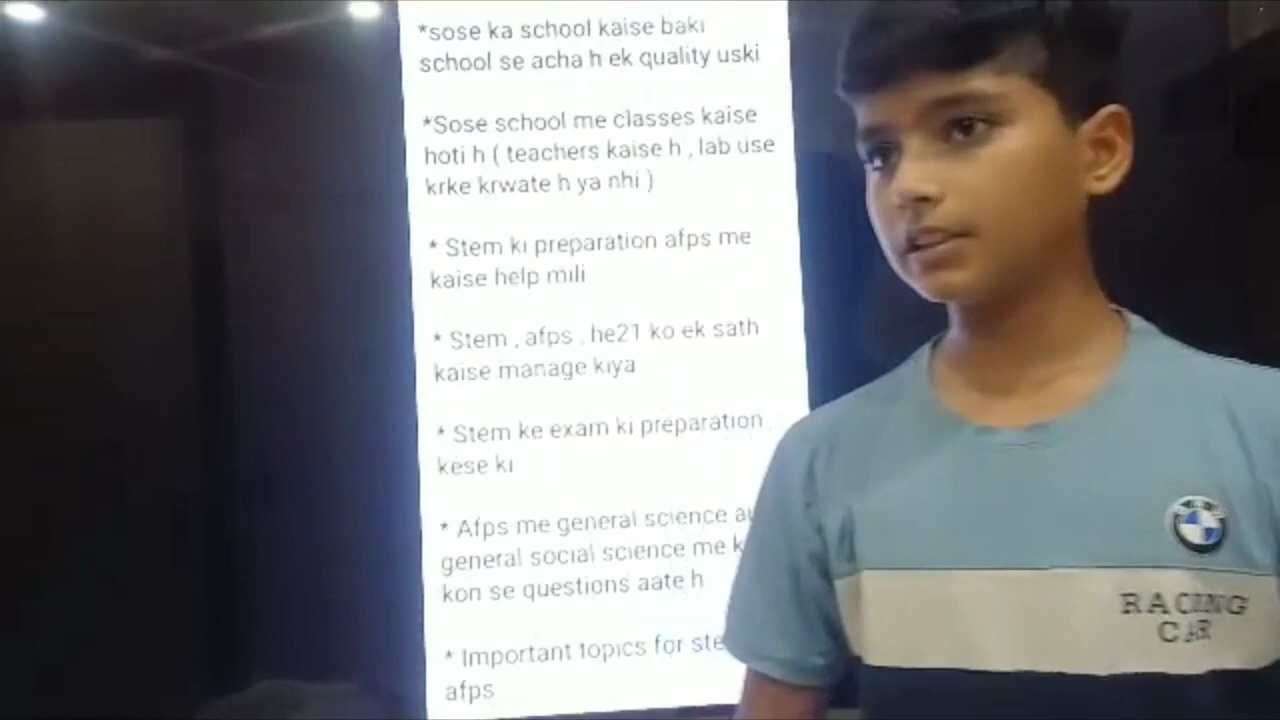 *sose ka school kaise baki
school se acha h ek quality uski
*Sose school me classes kaise
hoti h ( teachers kaise h , lab use
krke krwate h ya nhi )
* Stem ki preparation afps me
kaise help mili
* Stem , afps , he21 ko ek sath
kaise manage kiya
* Stem ke exam ki preparation
kese ki
* Afps me general science
general social science me
kon se questions aate h
* Important topics for
afps
RACING
CAR